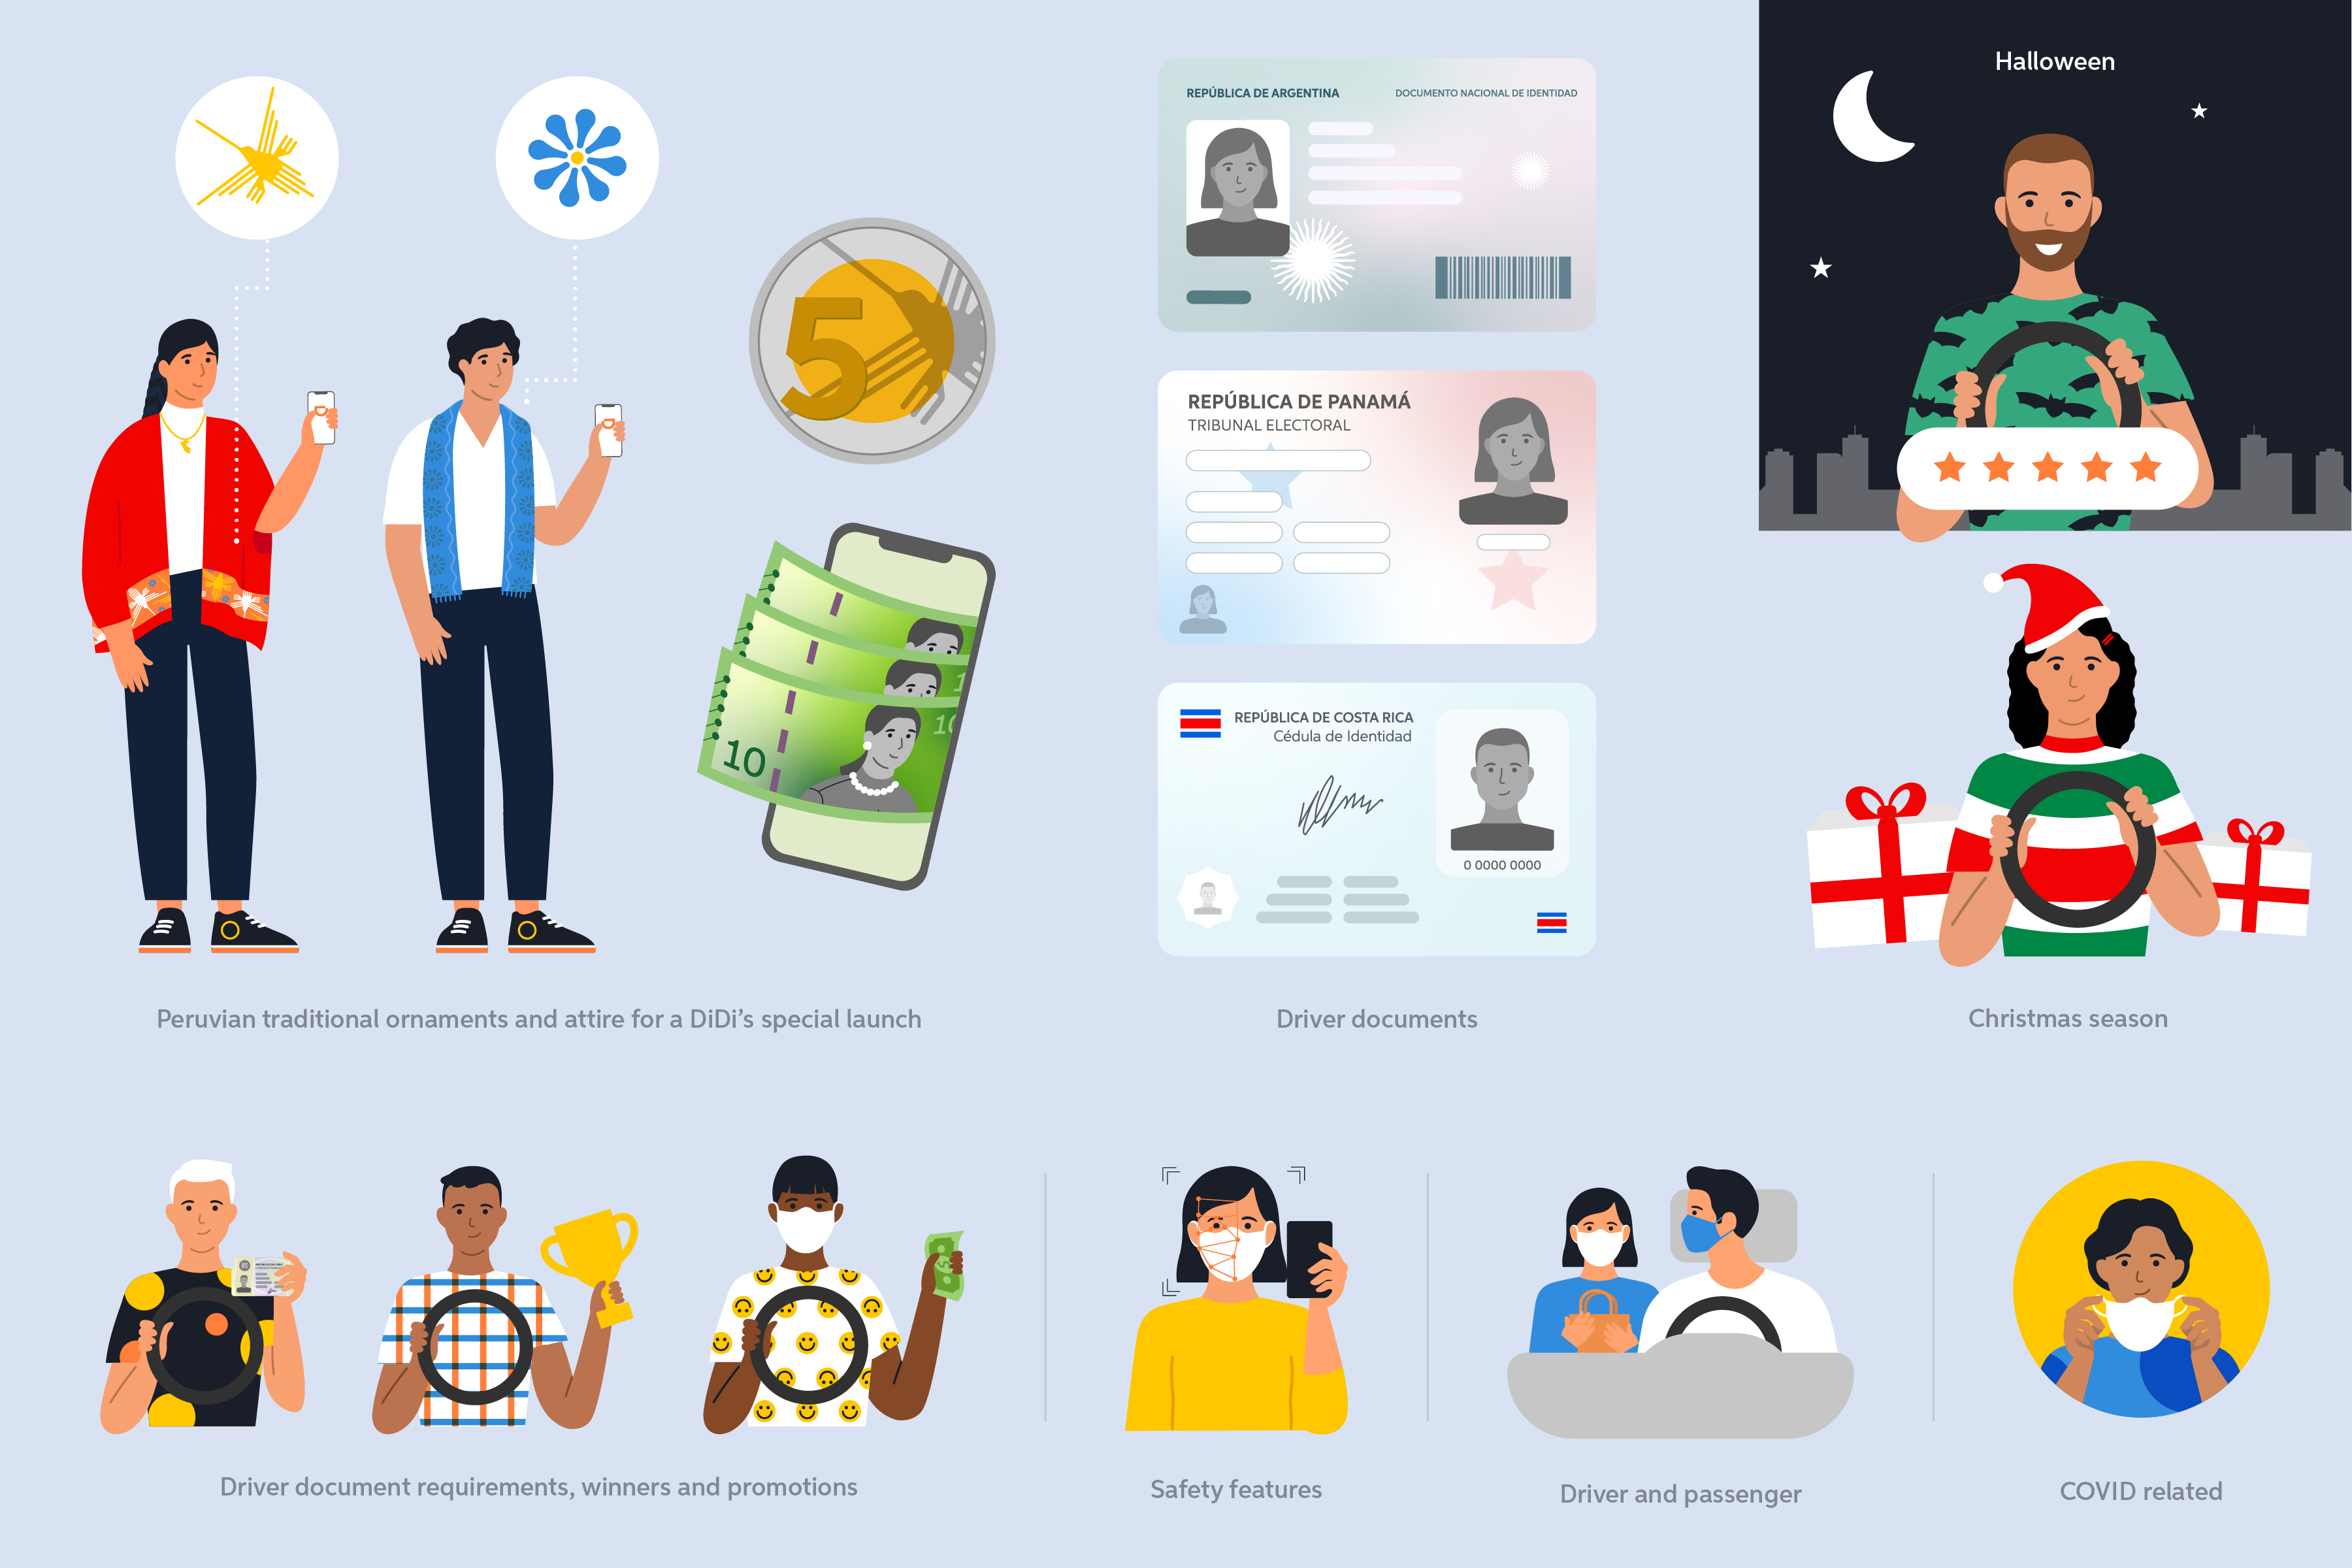 Halloween
REPÚBLICA DE ARGENTINA
DOCUMENTO NACIONAL DE IDENTIDAD
5
REPÚBLICA DE PANAMÁ
TRIBUNAL ELECTORAL
10
10
REPÚBLICA DE COSTA RICA
Cédula de Identidad
0 0000 0000
Peruvian traditional ornaments and attire for a DiDi’s special launch
Driver documents
Christmas season
Driver document requirements, winners and promotions
Safety features
Driver and passenger
COVID related